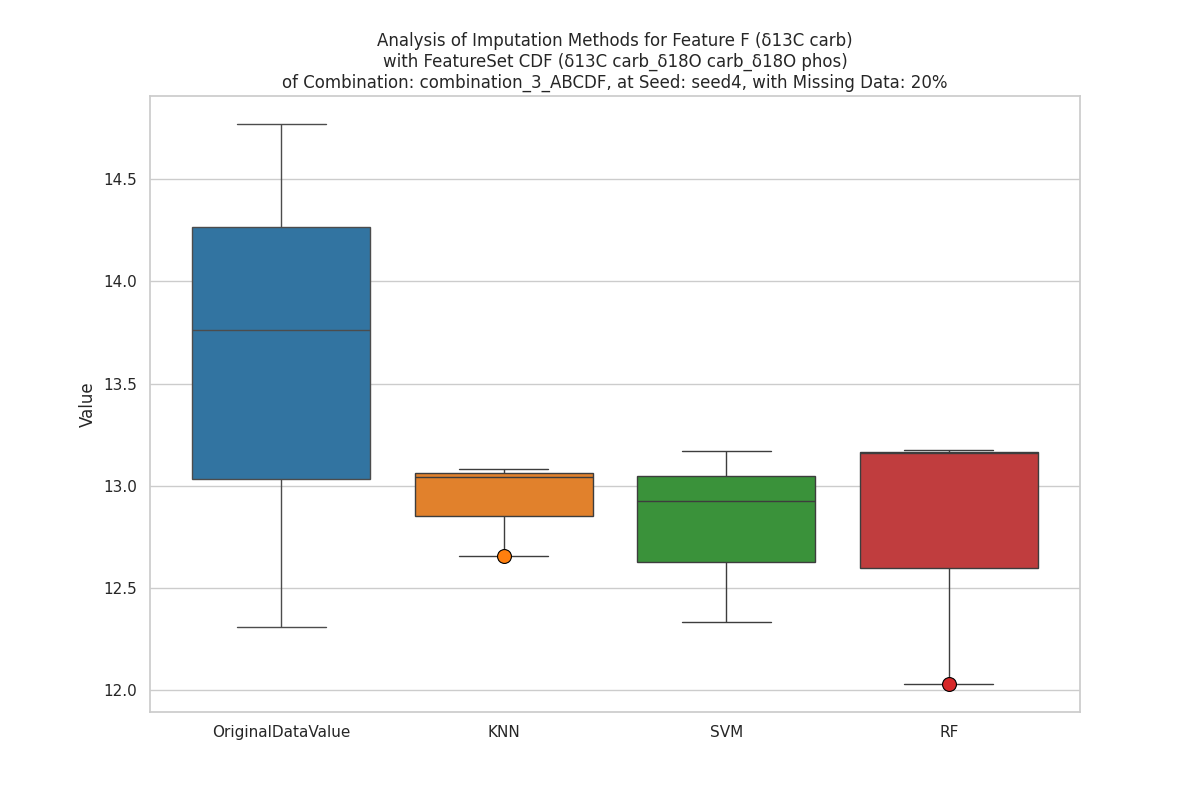 Analysis of Imputation Methods for Feature F (δ13C carb)
with FeatureSet CDF (δ13C carb_δ18O carb_δ18O phos)
of Combination: combination_3_ABCDF, at Seed: seed4, with Missing Data: 20%
Value
14.5
14.0
13.5
13.0
12.5
12.0
OriginalDataValue
KNN
SVM
RF